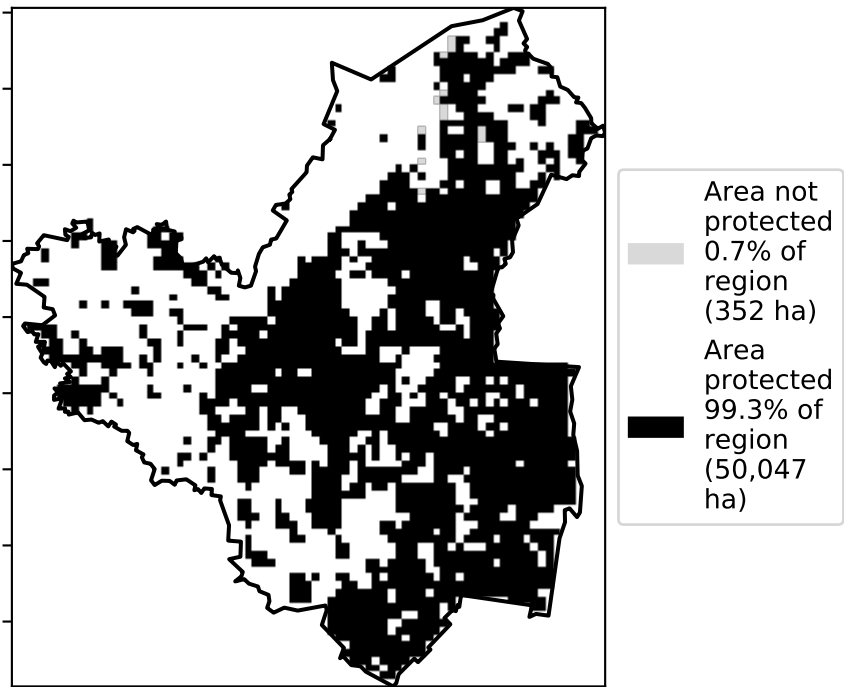 Area not
protected
0.7% of
region
(352 ha)
Area
protected
99.3% of
region
(50,047
ha)